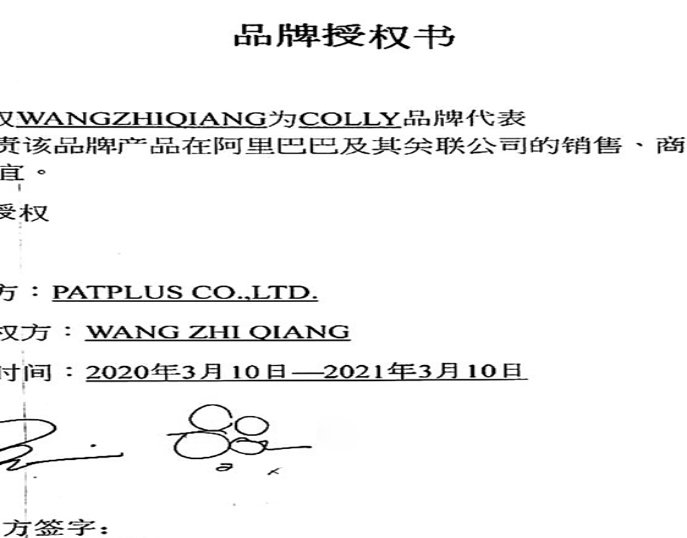 品牌授权书
权WANGZHIQIANG为COLLY品牌代表
责该品牌产品在阿里巴巴及其关联公司的销售、商
宜。
授权
方：PATPLUS CO.,LTD.
权方：WANG ZHI QIANG
时间：2020年3月10日—2021年3月10日
方签字：